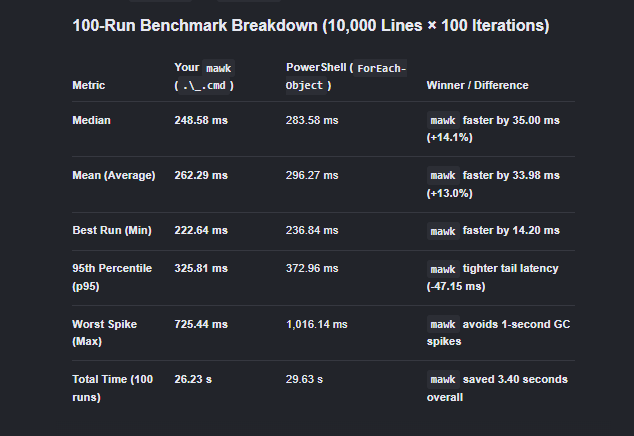 100-Run Benchmark Breakdown (10,000 Lines × 100 Iterations)
Metric
Your mawk
(.\_.cmd)
PowerShell (ForEach-
Object)
Winner / Difference
Median
248.58 ms
283.58 ms
mawk faster by 35.00 ms
(+14.1%)
Mean (Average)
262.29 ms
296.27 ms
mawk faster by 33.98 ms
(+13.0%)
Best Run (Min)
222.64 ms
236.84 ms
mawk faster by 14.20 ms
95th Percentile
(p95)
325.81 ms
372.96 ms
mawk tighter tail latency
(-47.15 ms)
Worst Spike
(Max)
725.44 ms
1,016.14 ms
mawk avoids 1-second GC
spikes
Total Time (100
runs)
26.23 s
29.63 s
mawk saved 3.40 seconds
overall